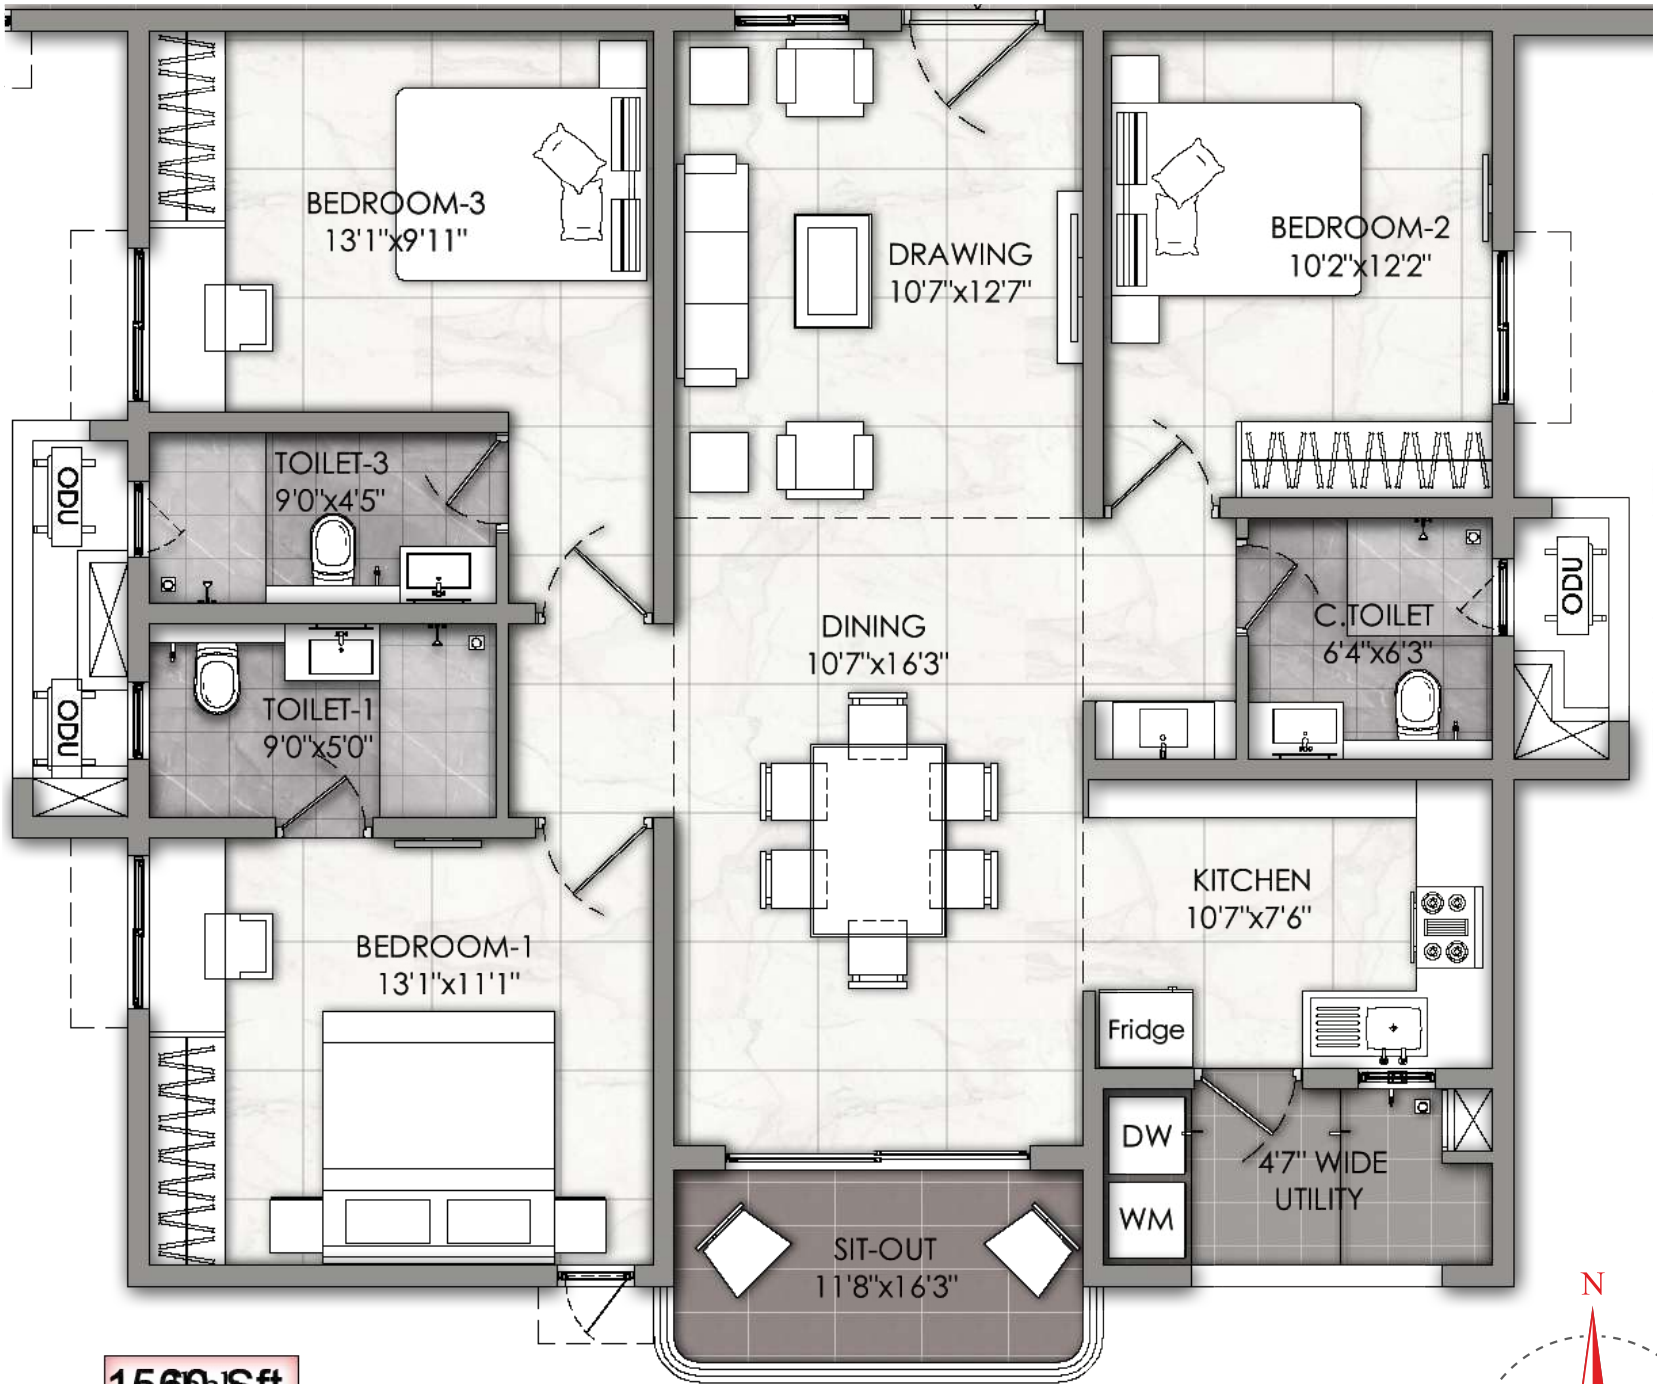 BEDROOM-3
13'1"x9'11"
DRAWING
10'7"x12'7"
BEDROOM-2
10'2"x12'2"
ODU
TOILET-3
9'0"x4'5"
ODU
C.TOILET
6'4"x6'3"
DINING
10'7"x16'3"
ODU
TOILET-1
9'0"x5'0"
KITCHEN
10'7"x7'6"
BEDROOM-1
13'1"x11'1"
Fridge
DW
4'7" WIDE
UTILITY
WM
SIT-OUT
11'8"x16'3"
N